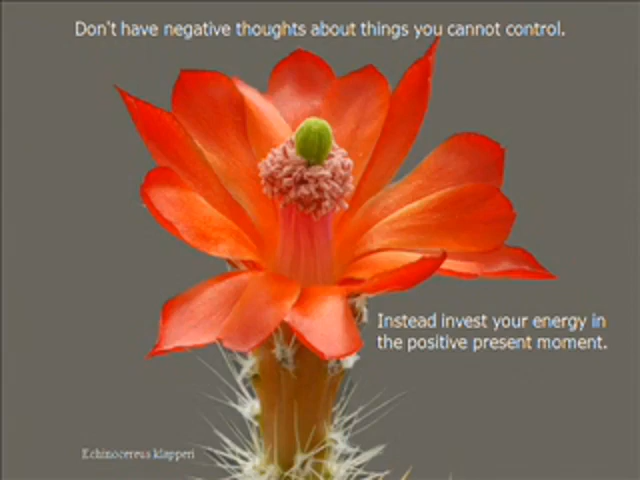 Don't have negative thoughts about things you cannot control.
Instead invest your energy in
the positive present moment.
Echinocereus klapperi